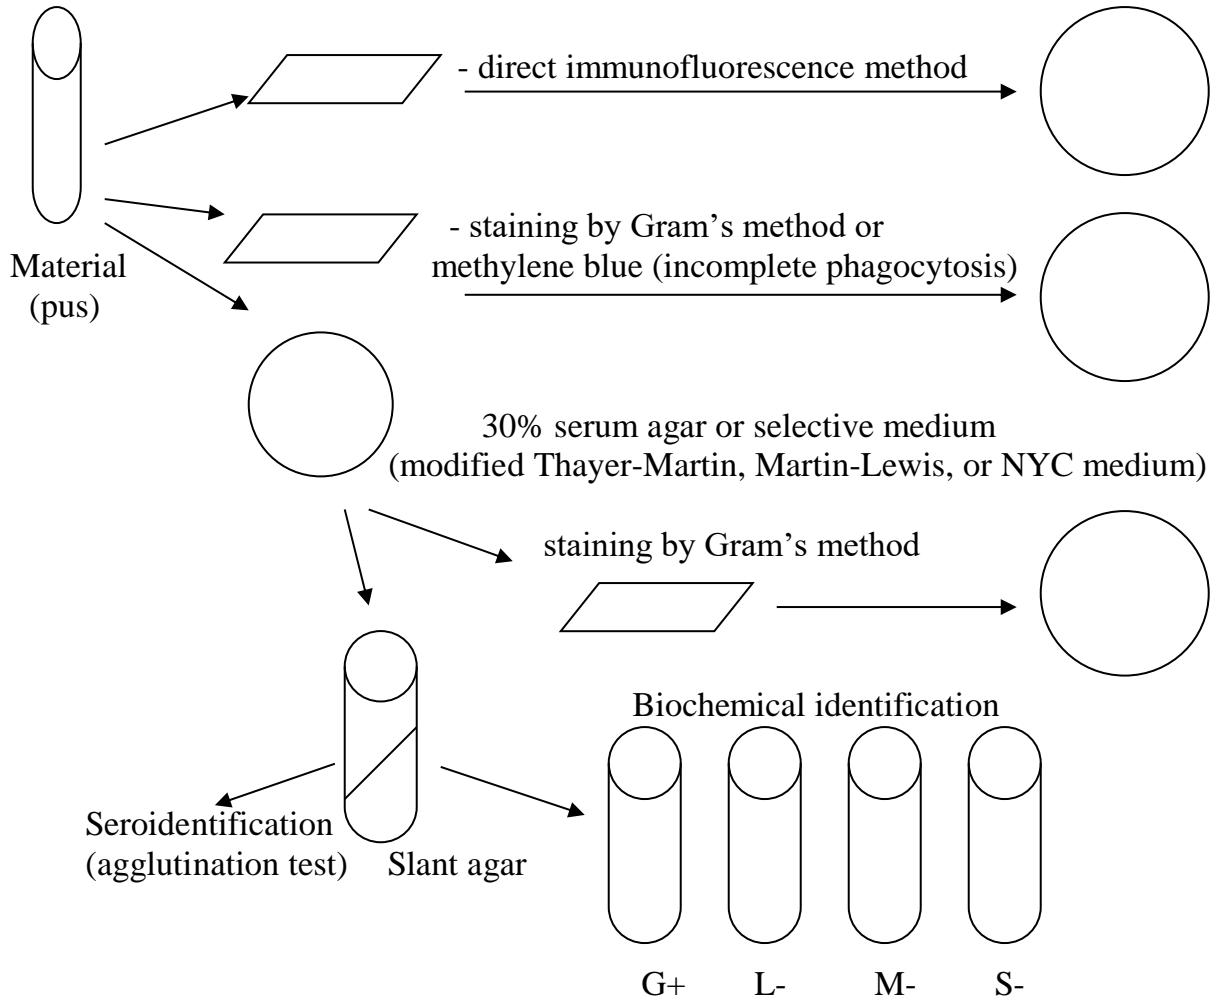 - direct immunofluorescence method
- staining by Gram’s method or
methylene blue (incomplete phagocytosis)
Material
(pus)
30% serum agar or selective medium
(modified Thayer-Martin, Martin-Lewis, or NYC medium)
staining by Gram’s method
Biochemical identification
Seroidentification
(agglutination test)
Slant agar
G+
L-
M-
S-